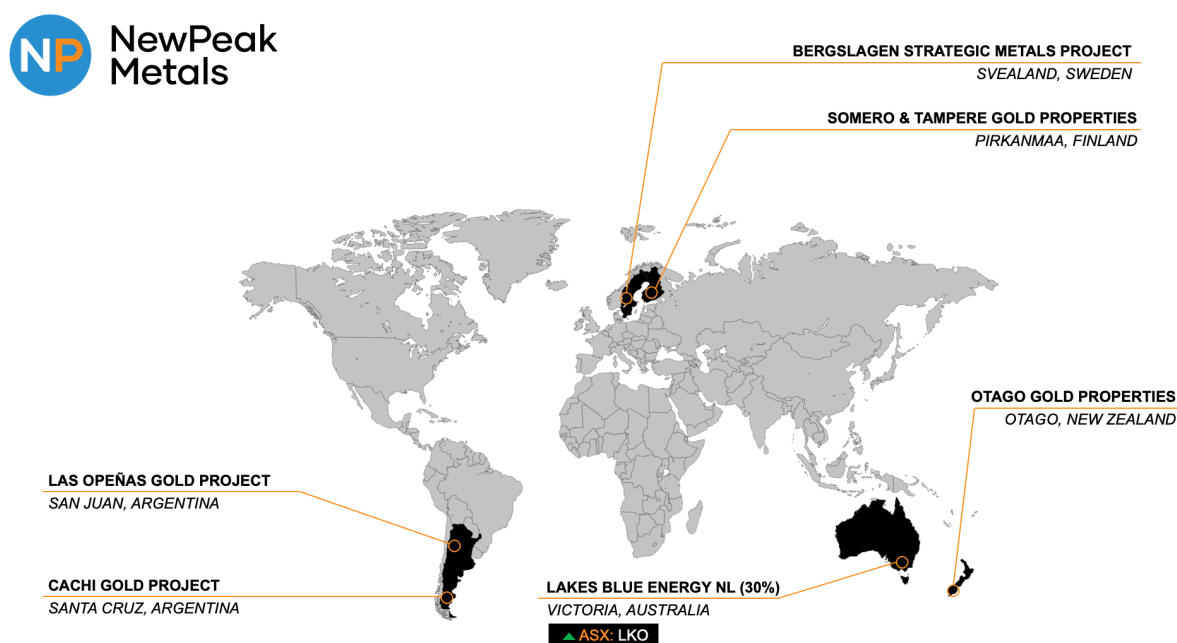 NP
NewPeak
Metals
BERGSLAGEN STRATEGIC METALS PROJECT
SVEALAND, SWEDEN
SOMERO & TAMPERE GOLD PROPERTIES
PIRKANMAA, FINLAND
OTAGO GOLD PROPERTIES
OTAGO, NEW ZEALAND
LAS OPEÑAS GOLD PROJECT
SAN JUAN, ARGENTINA
CACHI GOLD PROJECT
SANTA CRUZ, ARGENTINA
LAKES BLUE ENERGY NL (30%)
VICTORIA, AUSTRALIA
ASX: LKO